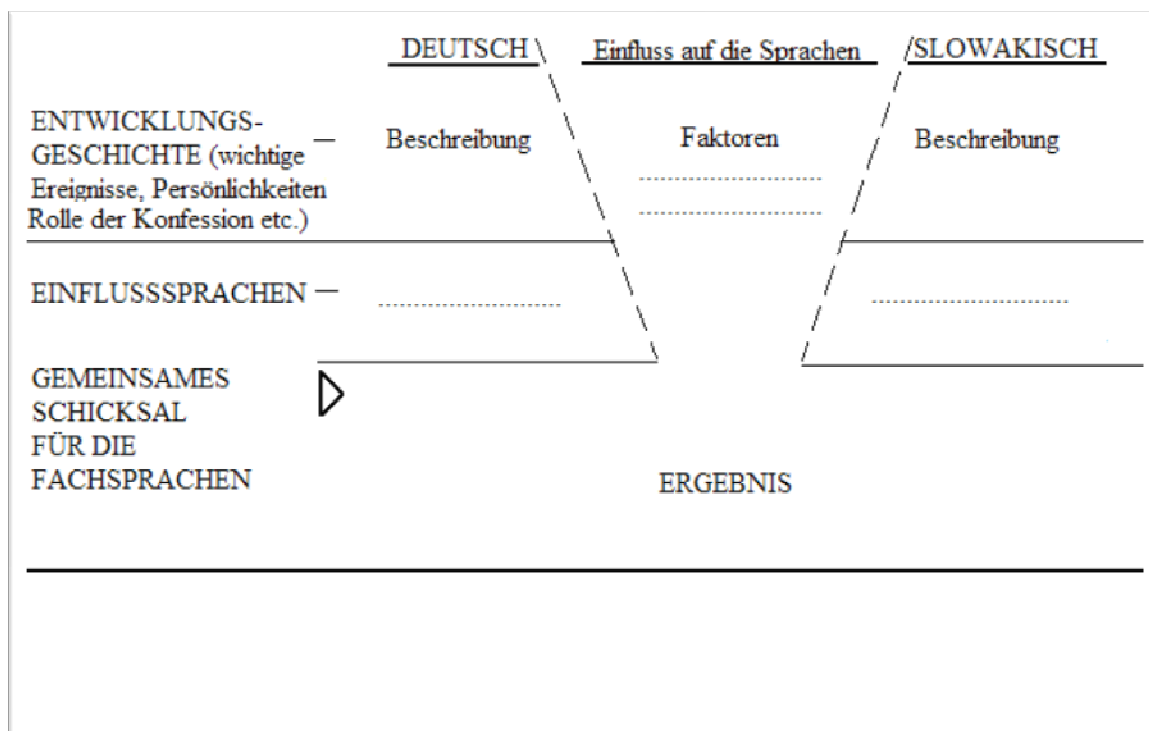 DEUTSCH Einfluss auf die Sprachen SLOWAKISCH
ENTWICKLUNGS-
GESCHICHTE (wichtige
Ereignisse, Persönlichkeiten
Rolle der Konfession etc.)
Beschreibung Faktoren Beschreibung
EINFLUSSSPRACHEN
GEMEINSAMES
SCHICKSAL
FÜR DIE
FACHSPRACHEN
ERGEBNIS